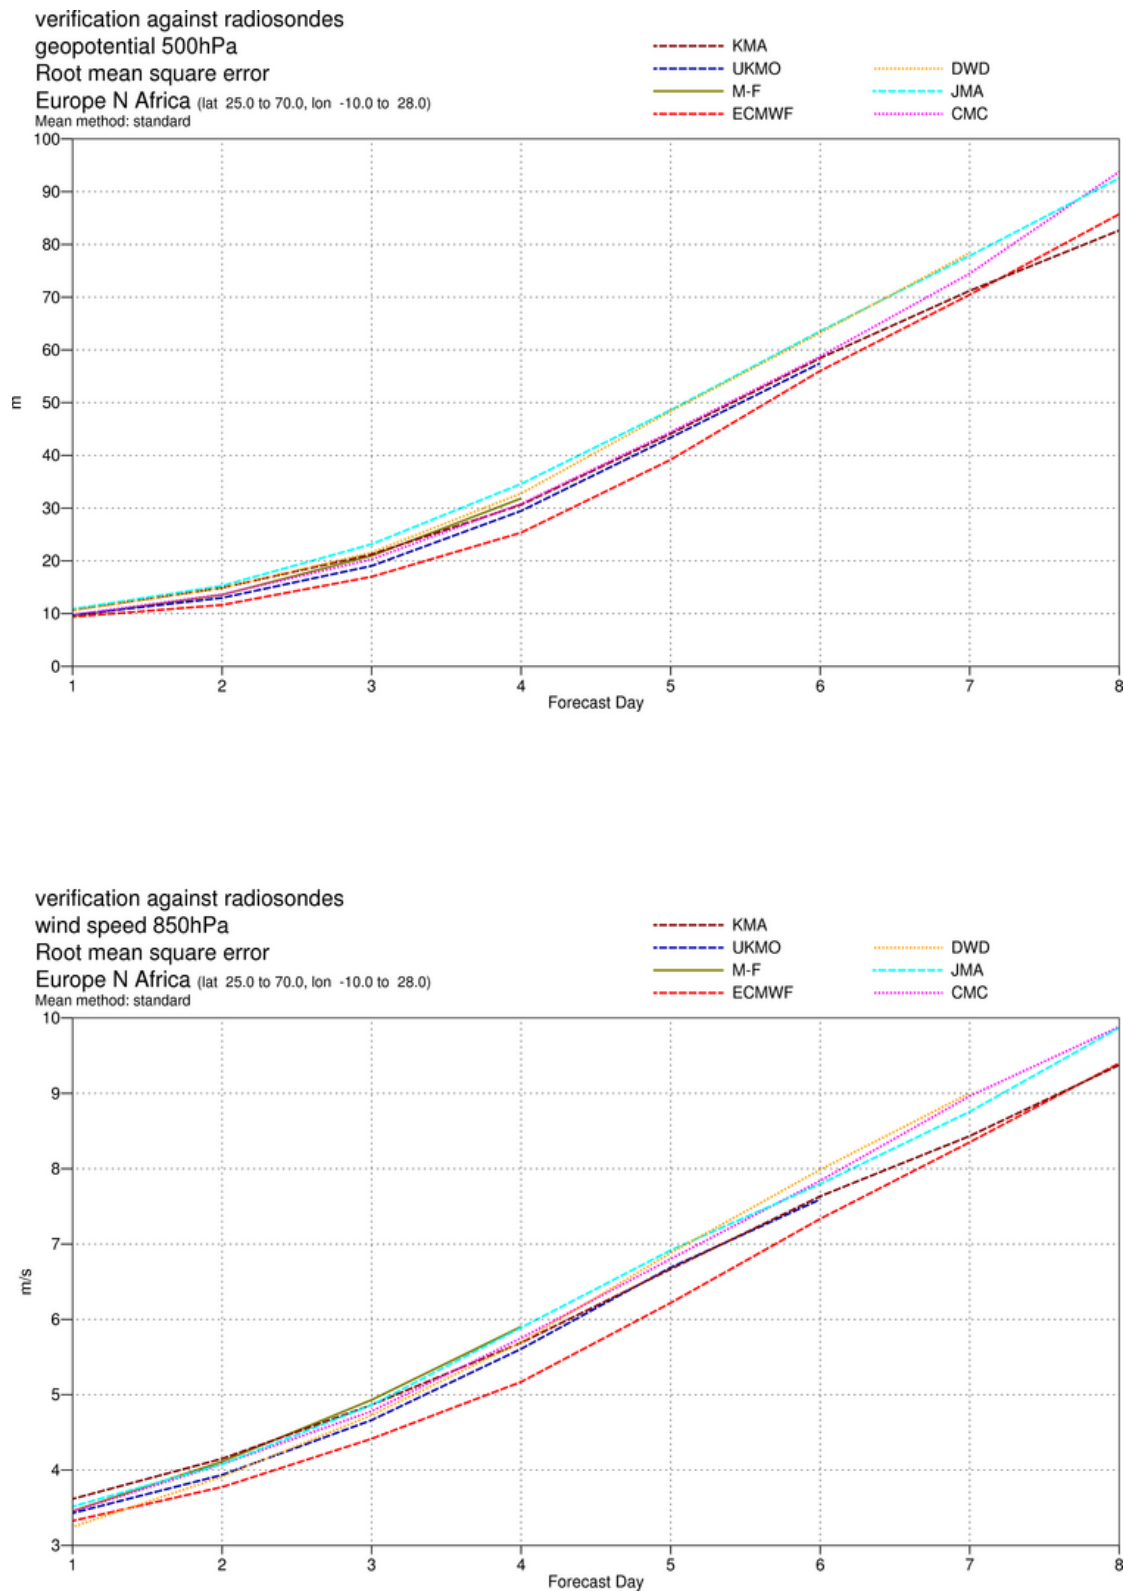 verification against radiosondes
geopotential 500hPa
Root mean square error
Europe N Africa (lat 25.0 to 70.0, lon -10.0 to 28.0)
Mean method: standard
KMA
UKMO
DWD
M-F
JMA
ECMWF
CMC
100
90
80
70
60
50
40
30
20
10
0
m
1 2 3 4 5 6 7 8
Forecast Day
verification against radiosondes
wind speed 850hPa
Root mean square error
Europe N Africa (lat 25.0 to 70.0, lon -10.0 to 28.0)
Mean method: standard
KMA
UKMO
DWD
M-F
JMA
ECMWF
CMC
10
9
8
7
6
5
4
3
m/s
1 2 3 4 5 6 7 8
Forecast Day